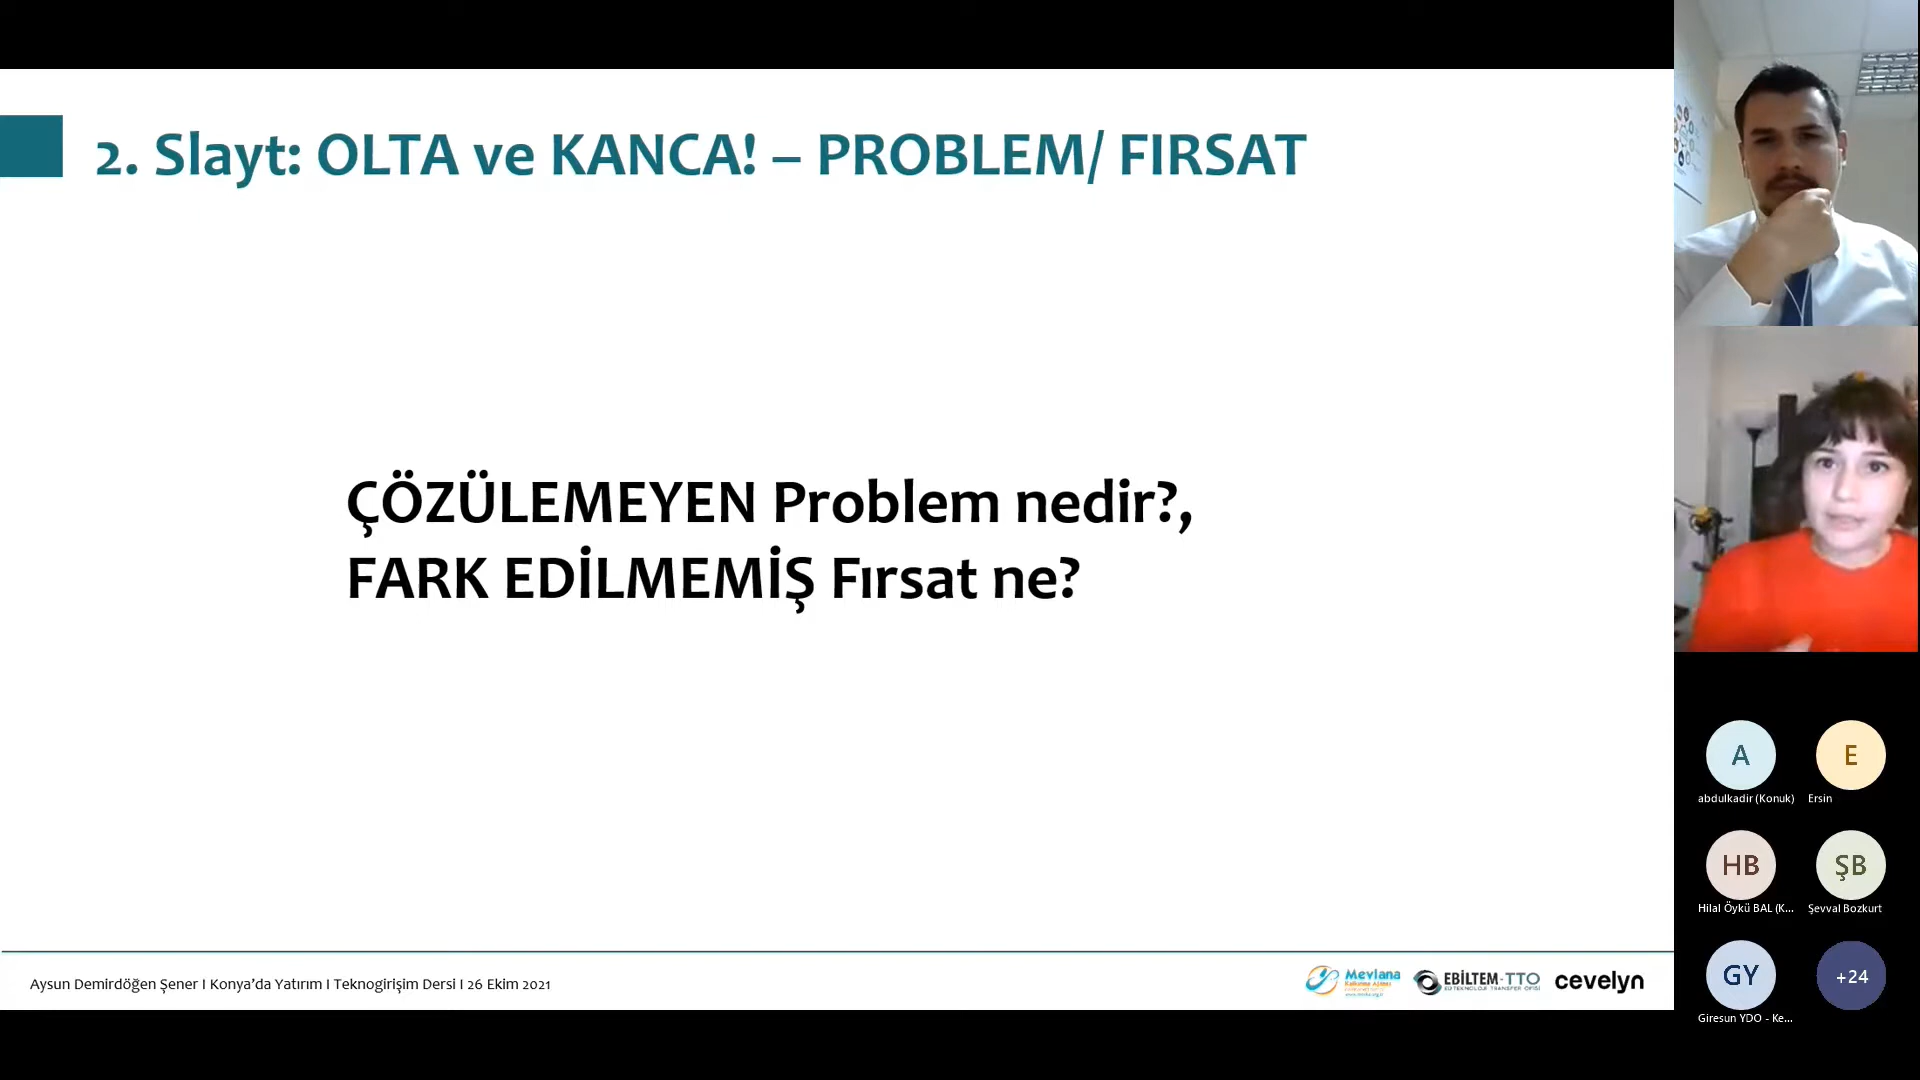 2. Slayt: OLTA ve KANCA! – PROBLEM/ FIRSAT
ÇÖZÜLEMEYEN Problem nedir?,
FARK EDİLMEMİŞ Fırsat ne?
Aysun Demirdöğen Şener I Konya’da Yatırım I Teknogirişim Dersi I 26 Ekim 2021
Mevlana
EBİLTEM-TTO
cevelyn
A
abdulkadir (Konuk)
E
Ersin
HB
Hilal Öykü BAL (K...
ŞB
Şevval Bozkurt
GY
Giresun YDO - Ke...
+24